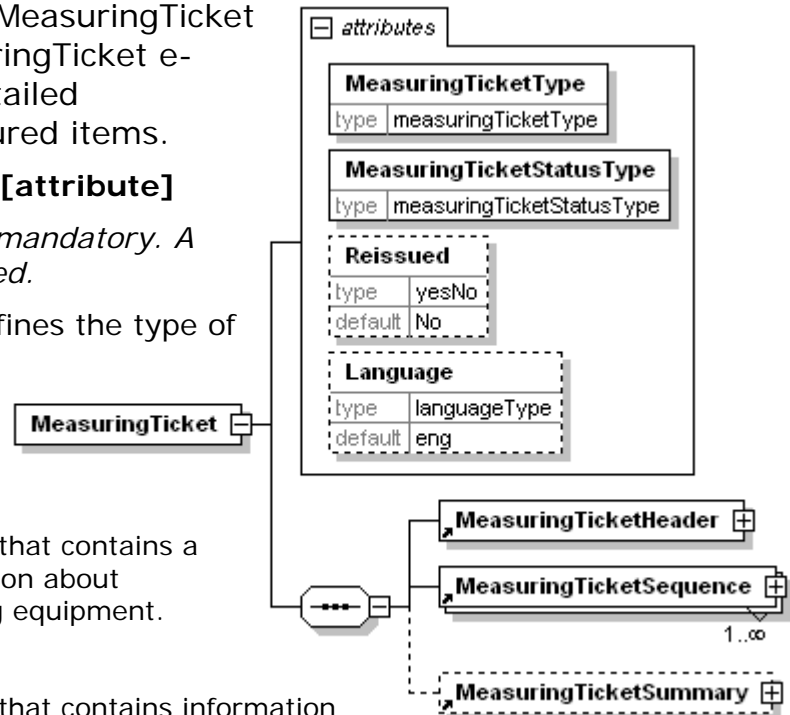 MeasuringTicket
ringTicket e-
tailed
ured items.
[attribute]
mandatory. A
ed.
fines the type of
that contains a
on about
g equipment.
that contains information
attributes
MeasuringTicketType
type measuringTicketType
MeasuringTicketStatusType
type measuringTicketStatusType
Reissued
type yesNo
default No
Language
type languageType
default eng
MeasuringTicket
MeasuringTicketHeader
MeasuringTicketSequence
1..∞
MeasuringTicketSummary